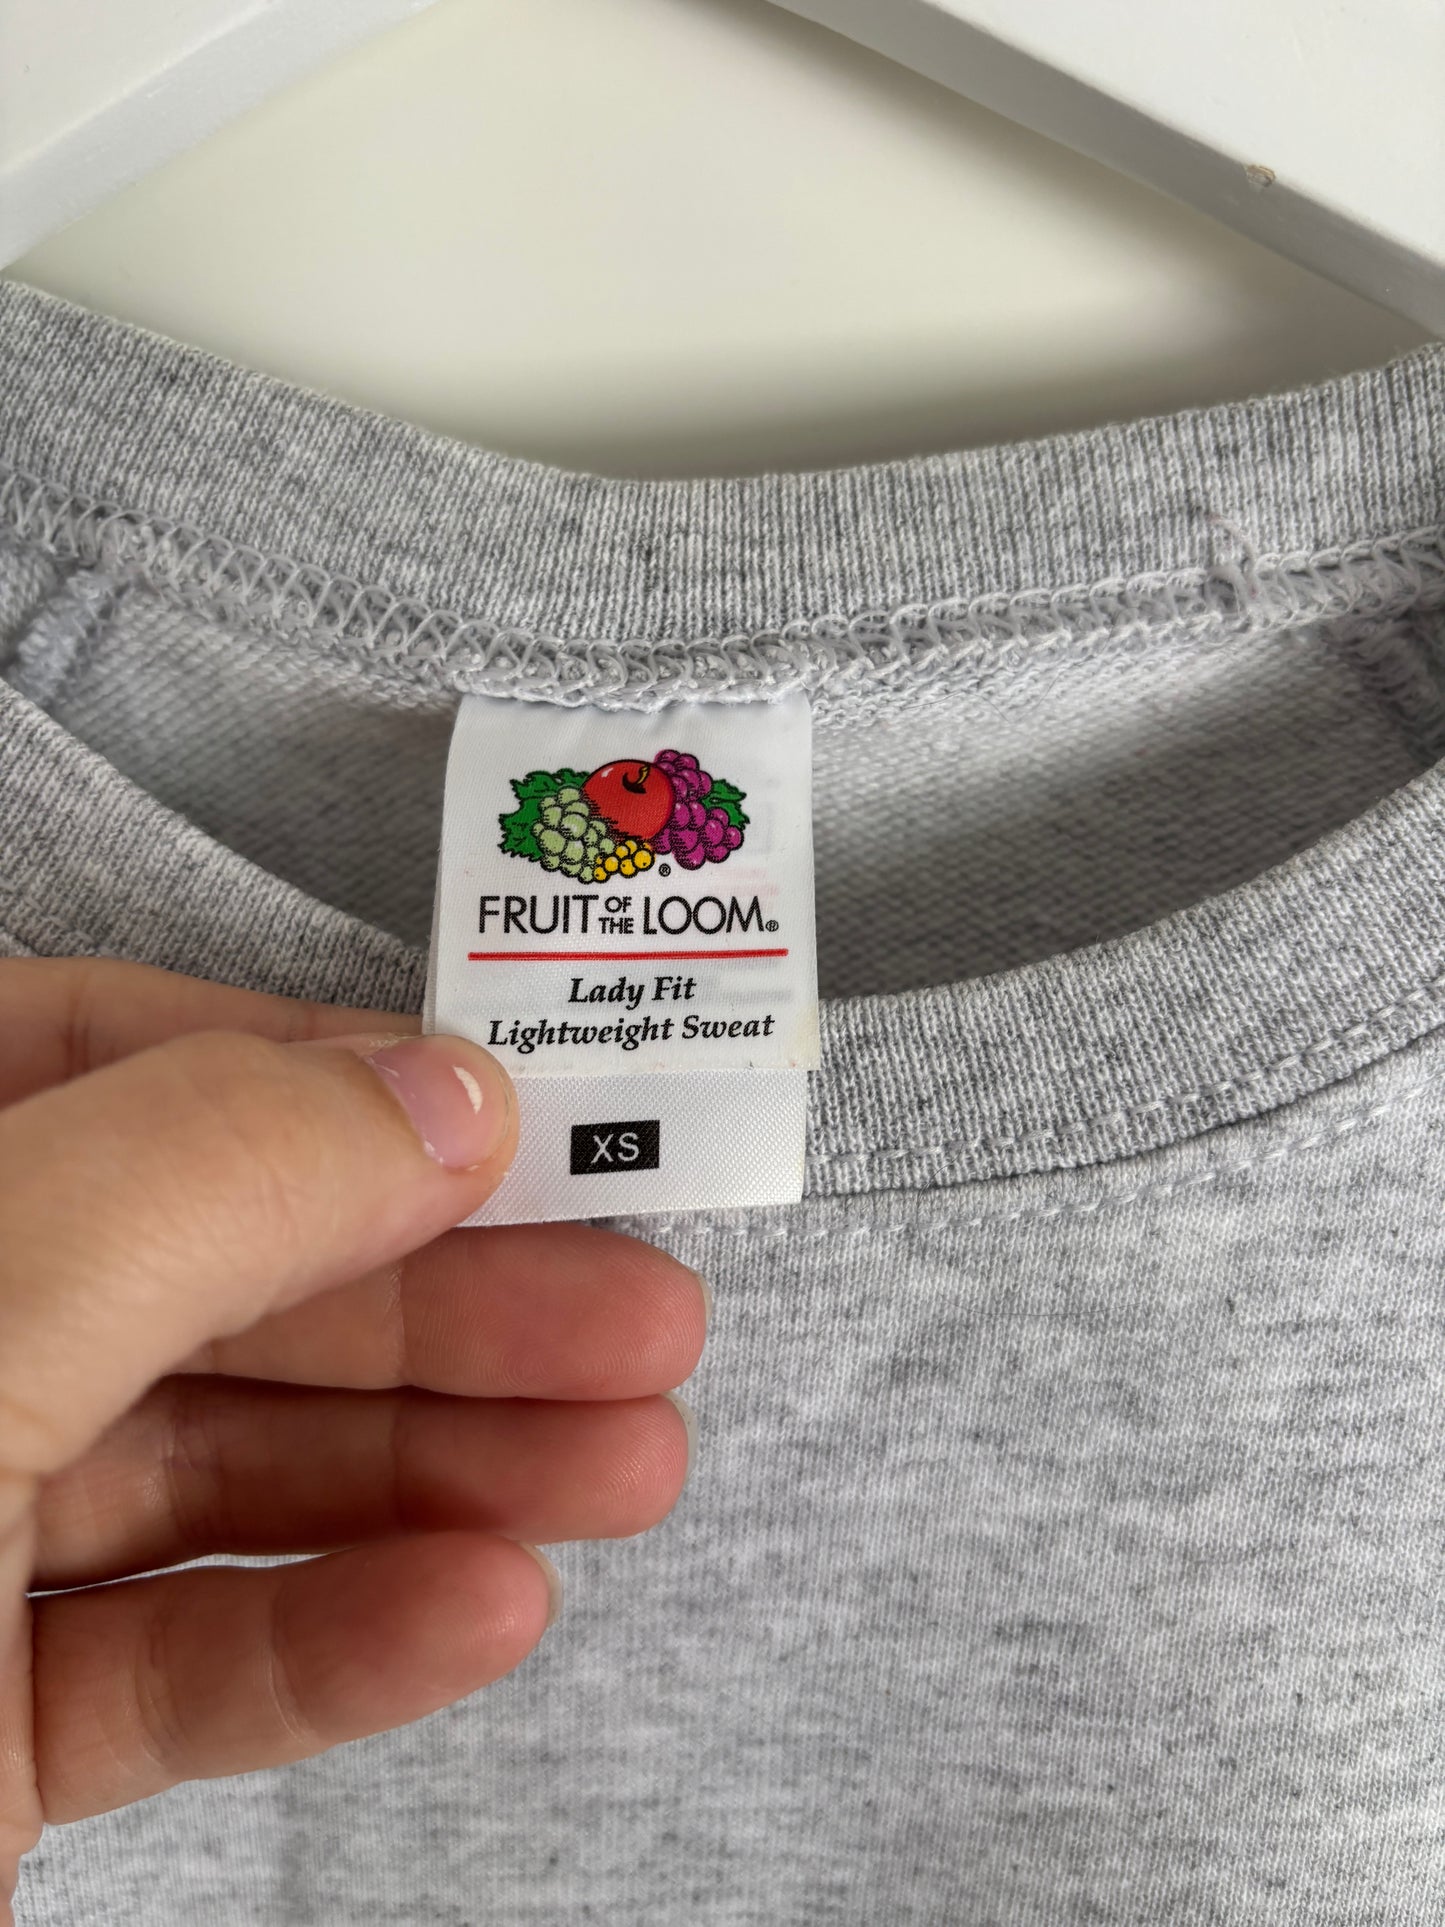 ®
FRUIT OF THE LOOM®
Lady Fit
Lightweight Sweat
XS